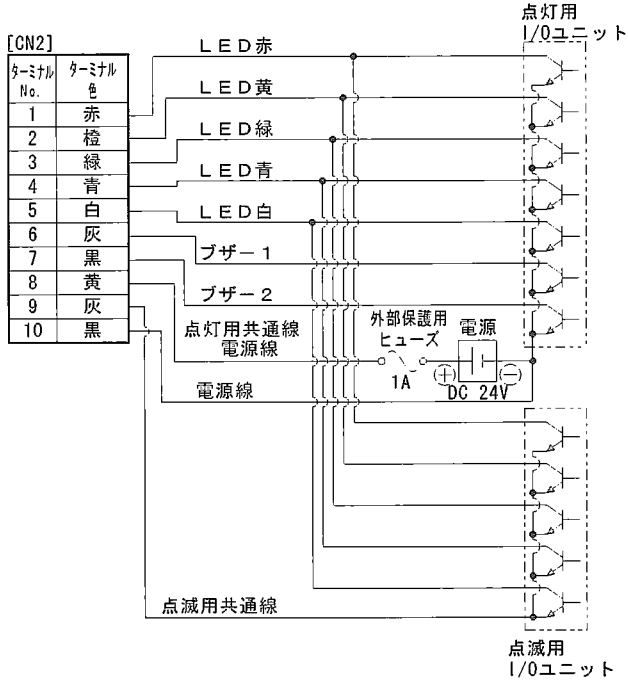 点灯用
I/Oユニット
[CN2]
ターミナル No. ターミナル 色
1 赤
2 橙
3 緑
4 青
5 白
6 灰
7 黒
8 黄
9 灰
10 黒
LED赤
LED黄
LED緑
LED青
LED白
ブザー1
ブザー2
点灯用共通線
電源線
外部保護用
ヒューズ
1A
電源
+ −
DC 24V
電源線
点滅用共通線
点滅用
I/Oユニット